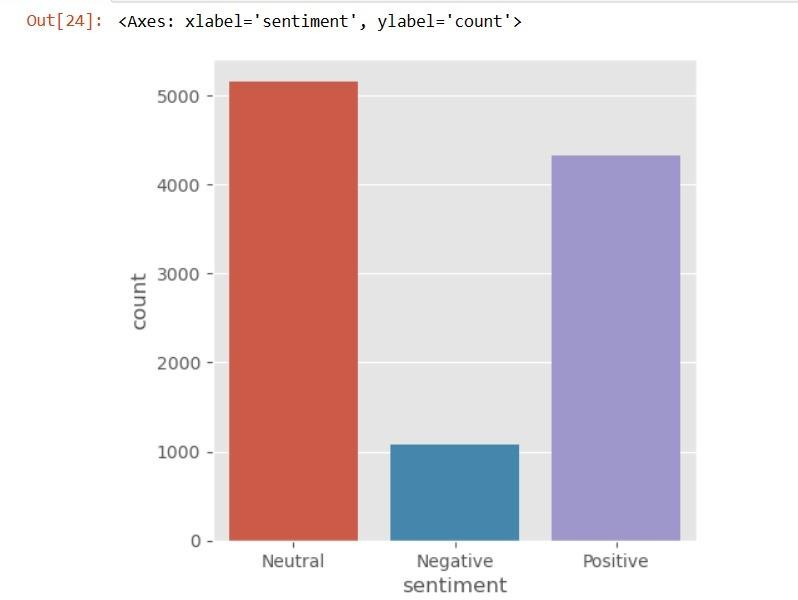 Out[24]: <Axes: xlabel='sentiment', ylabel='count'>
5000
4000
3000
2000
1000
0
count
Neutral Negative Positive
sentiment